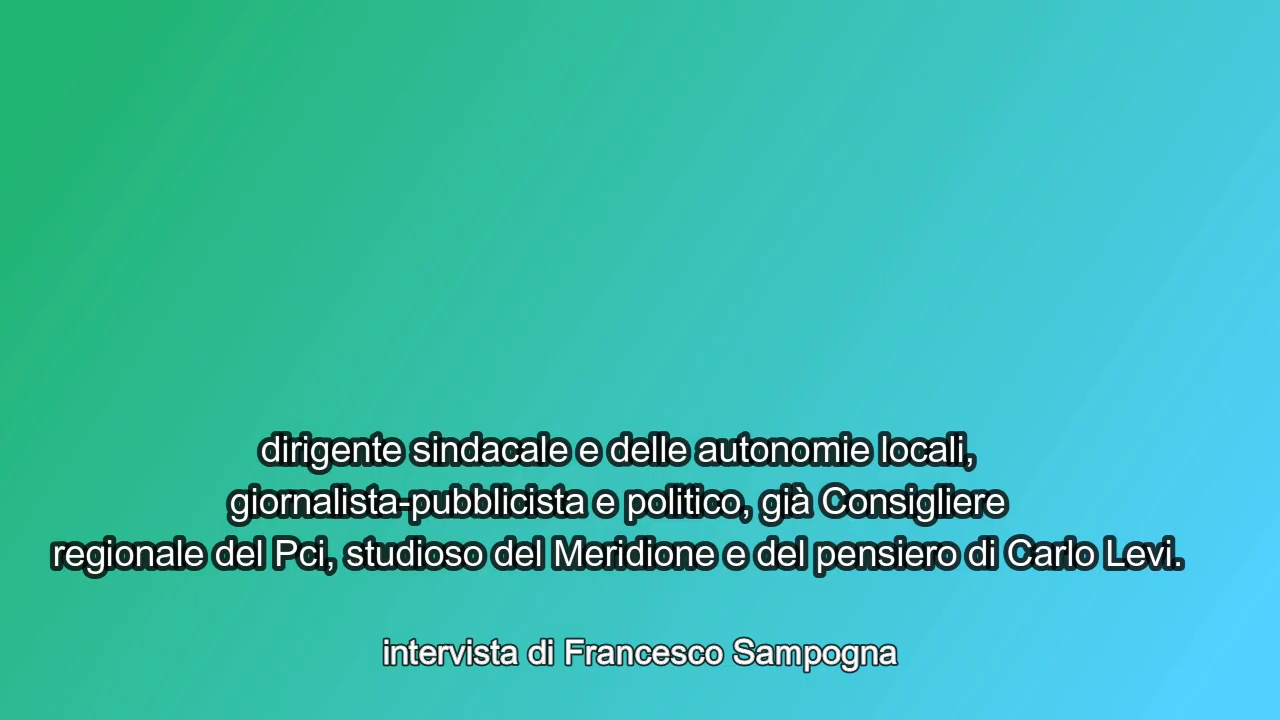 dirigente sindacale e delle autonomie locali,
giornalista-pubblicista e politico, già Consigliere
regionale del Pci, studioso del Meridione e del pensiero di Carlo Levi.
intervista di Francesco Sampogna